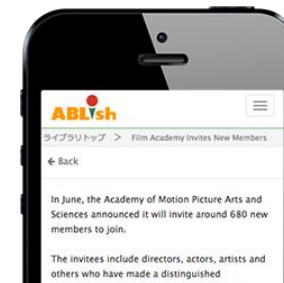 ABLish
ライブラリトップ > Film Academy Invites New Members
← Back
In June, the Academy of Motion Picture Arts and
Sciences announced it will invite around 680 new
members to join.
The invitees include directors, actors, artists and
others who have made a distinguished